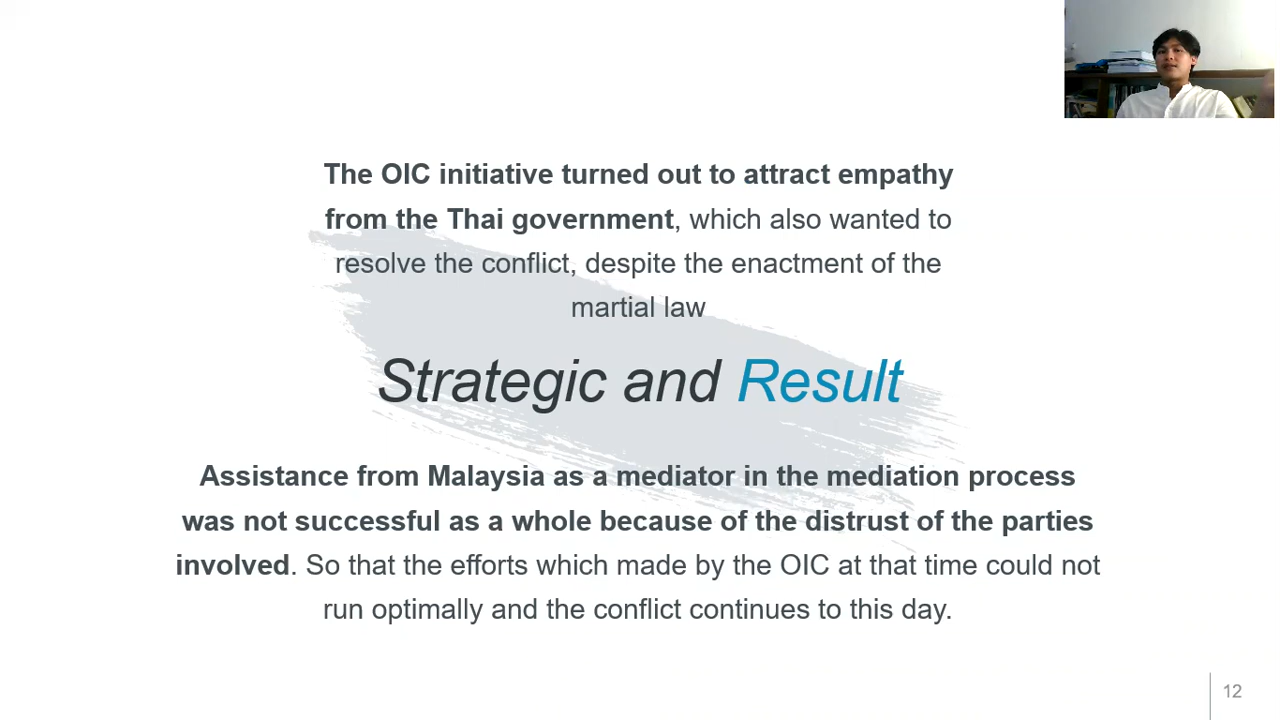 The OIC initiative turned out to attract empathy
from the Thai government, which also wanted to
resolve the conflict, despite the enactment of the
martial law
Strategic and Result
Assistance from Malaysia as a mediator in the mediation process
was not successful as a whole because of the distrust of the parties
involved. So that the efforts which made by the OIC at that time could not
run optimally and the conflict continues to this day.
12